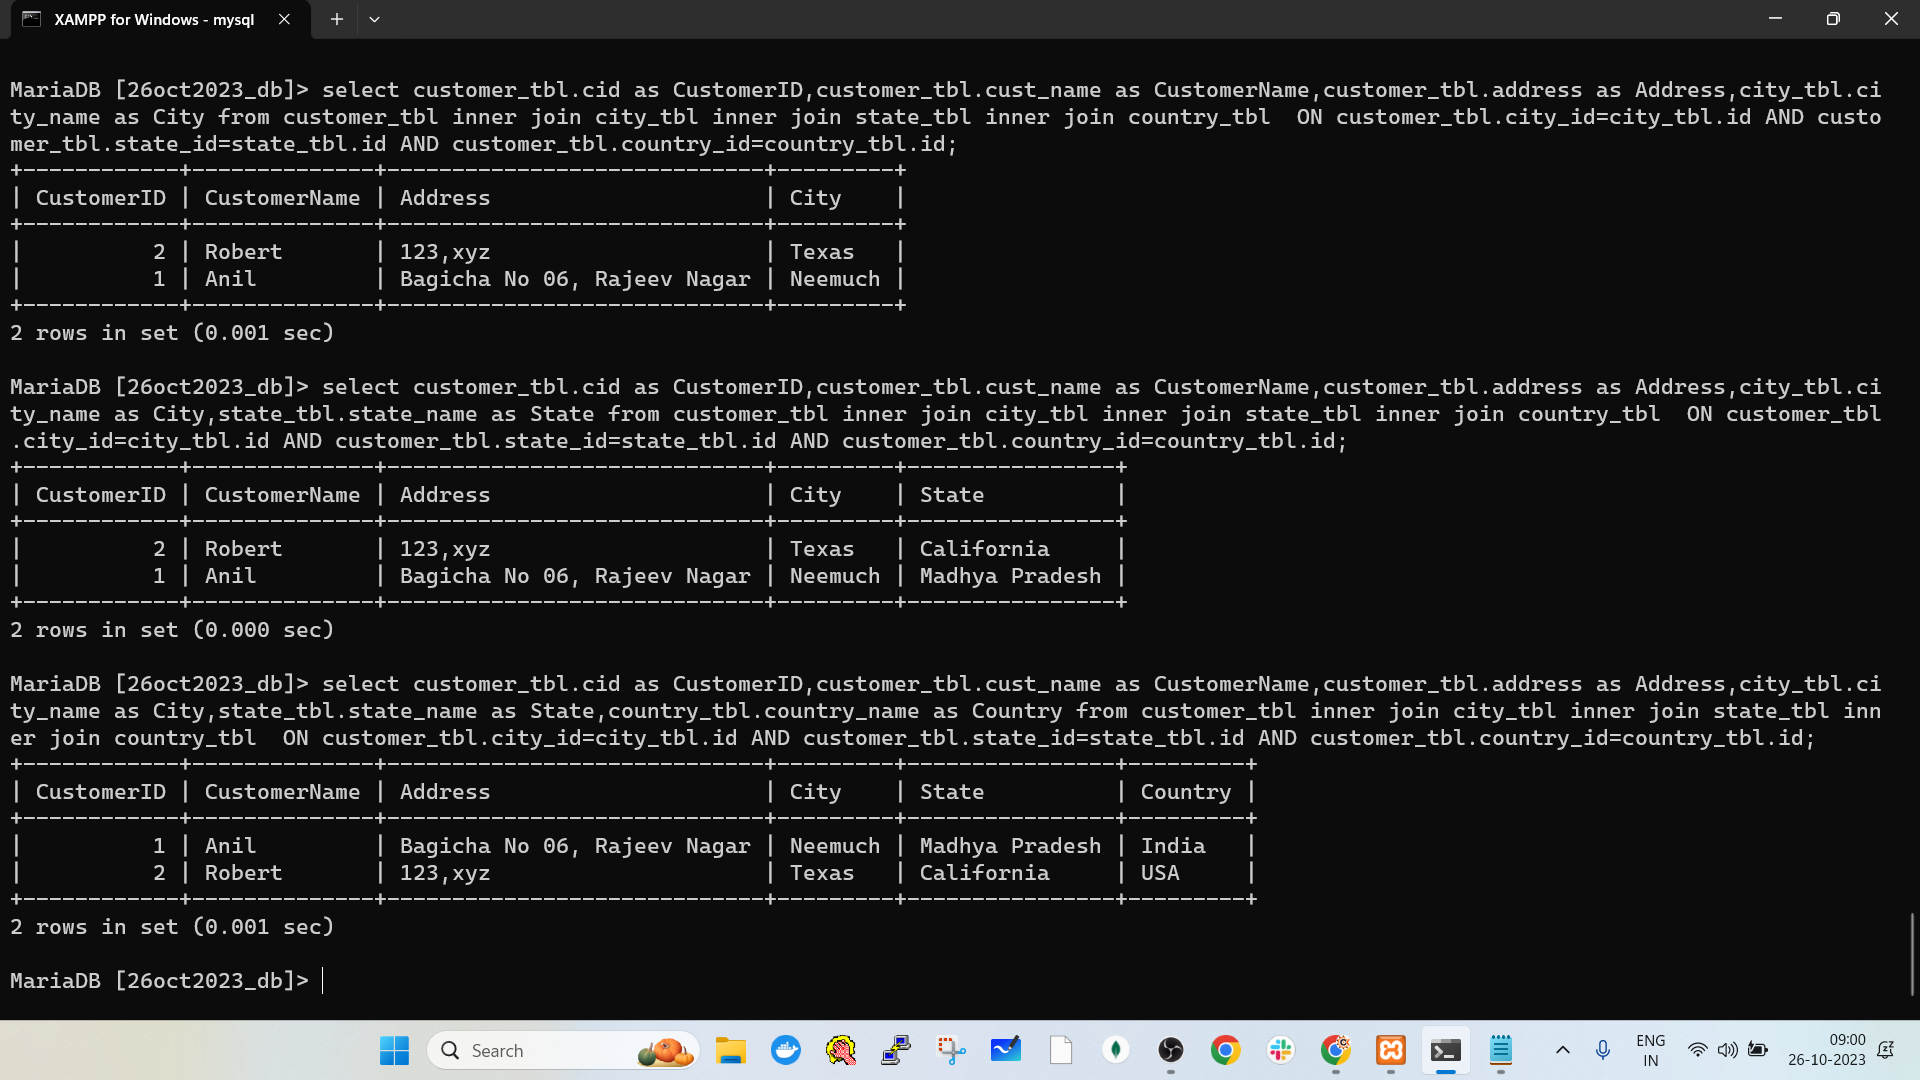 XAMPP for Windows - mysql
MariaDB [26oct2023_db]> select customer_tbl.cid as CustomerID,customer_tbl.cust_name as CustomerName,customer_tbl.address as Address,city_tbl.ci
ty_name as City from customer_tbl inner join city_tbl inner join state_tbl inner join country_tbl  ON customer_tbl.city_id=city_tbl.id AND custo
mer_tbl.state_id=state_tbl.id AND customer_tbl.country_id=country_tbl.id;
+------------+--------------+-----------------------------+---------+
| CustomerID | CustomerName | Address                     | City    |
+------------+--------------+-----------------------------+---------+
|          2 | Robert       | 123,xyz                     | Texas   |
|          1 | Anil         | Bagicha No 06, Rajeev Nagar | Neemuch |
+------------+--------------+-----------------------------+---------+
2 rows in set (0.001 sec)
MariaDB [26oct2023_db]> select customer_tbl.cid as CustomerID,customer_tbl.cust_name as CustomerName,customer_tbl.address as Address,city_tbl.ci
ty_name as City,state_tbl.state_name as State from customer_tbl inner join city_tbl inner join state_tbl inner join country_tbl  ON customer_tbl
.city_id=city_tbl.id AND customer_tbl.state_id=state_tbl.id AND customer_tbl.country_id=country_tbl.id;
+------------+--------------+-----------------------------+---------+----------------+
| CustomerID | CustomerName | Address                     | City    | State          |
+------------+--------------+-----------------------------+---------+----------------+
|          2 | Robert       | 123,xyz                     | Texas   | California     |
|          1 | Anil         | Bagicha No 06, Rajeev Nagar | Neemuch | Madhya Pradesh |
+------------+--------------+-----------------------------+---------+----------------+
2 rows in set (0.000 sec)
MariaDB [26oct2023_db]> select customer_tbl.cid as CustomerID,customer_tbl.cust_name as CustomerName,customer_tbl.address as Address,city_tbl.ci
ty_name as City,state_tbl.state_name as State,country_tbl.country_name as Country from customer_tbl inner join city_tbl inner join state_tbl inn
er join country_tbl  ON customer_tbl.city_id=city_tbl.id AND customer_tbl.state_id=state_tbl.id AND customer_tbl.country_id=country_tbl.id;
+------------+--------------+-----------------------------+---------+----------------+---------+
| CustomerID | CustomerName | Address                     | City    | State          | Country |
+------------+--------------+-----------------------------+---------+----------------+---------+
|          1 | Anil         | Bagicha No 06, Rajeev Nagar | Neemuch | Madhya Pradesh | India   |
|          2 | Robert       | 123,xyz                     | Texas   | California     | USA     |
+------------+--------------+-----------------------------+---------+----------------+---------+
2 rows in set (0.001 sec)
MariaDB [26oct2023_db]>
Search
ENG
IN
09:00
26-10-2023